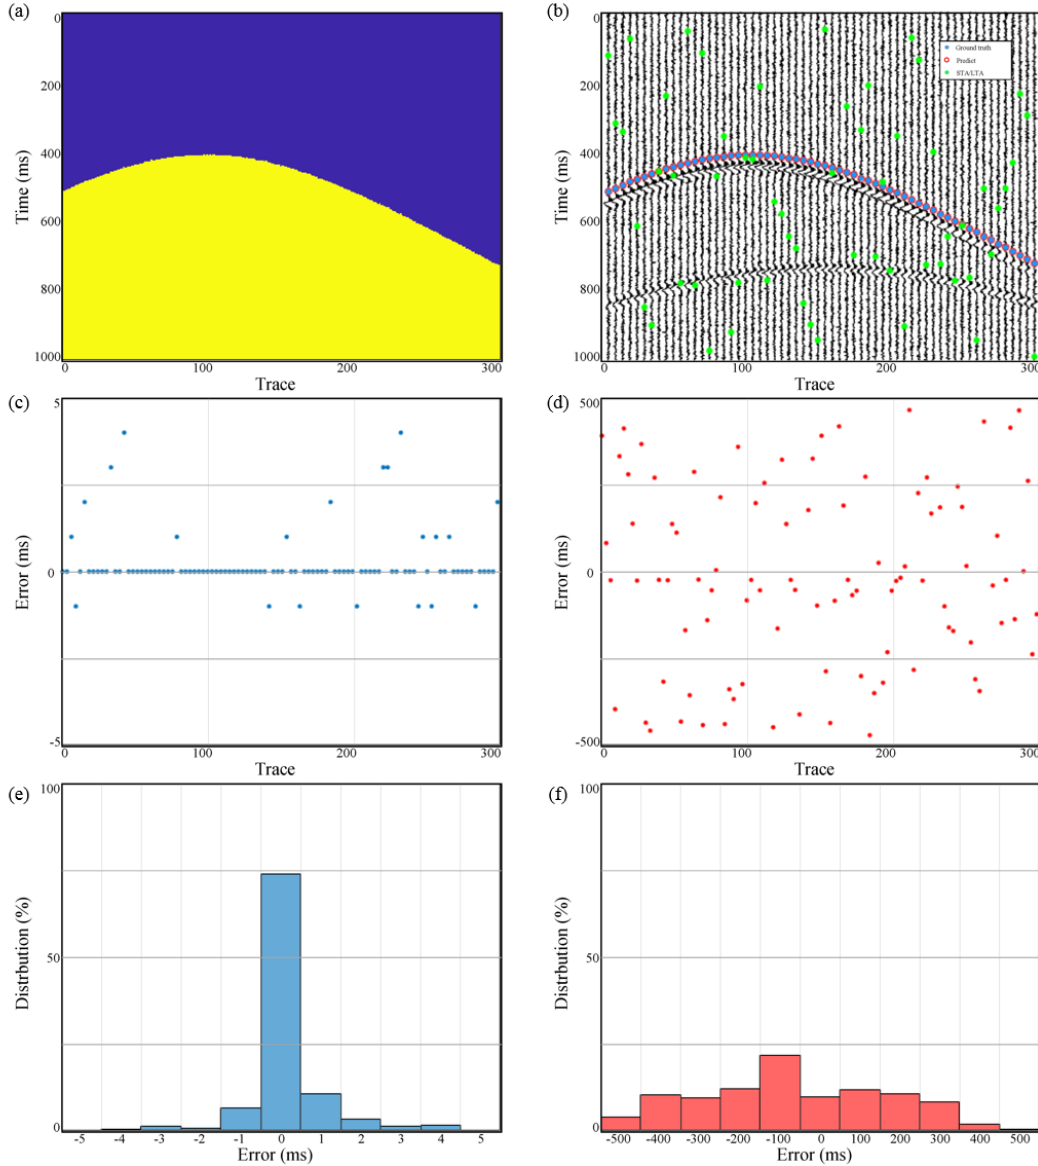 (a)
0
200
400
600
800
1000
Time (ms)
0
100
200
300
Trace
(b)
0
200
400
600
800
1000
Time (ms)
Ground truth
Predict
STA/LTA
0
100
200
300
Trace
(c)
5
0
-5
Error (ms)
0
100
200
300
Trace
(d)
500
0
-500
Error (ms)
0
100
200
300
Trace
(e)
100
50
0
Distrbution (%)
-5 -4 -3 -2 -1 0 1 2 3 4 5
Error (ms)
(f)
100
50
0
Distrbution (%)
-500 -400 -300 -200 -100 0 100 200 300 400 500
Error (ms)